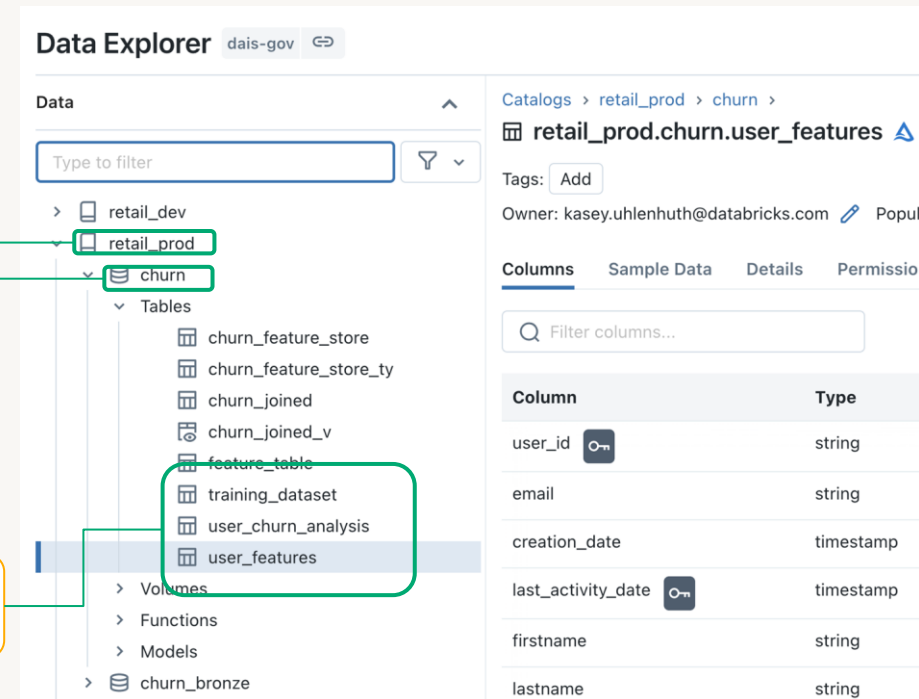 Data Explorer dais-gov
Data
Type to filter
retail_dev
retail_prod
churn
Tables
churn_feature_store
churn_feature_store_ty
churn_joined
churn_joined_v
feature_table
training_dataset
user_churn_analysis
user_features
Volumes
Functions
Models
churn_bronze
Catalogs > retail_prod > churn >
retail_prod.churn.user_features
Tags: Add
Owner: kasey.uhlenhuth@databricks.com Popul
Columns Sample Data Details Permissio
Filter columns...
Column Type
user_id string
email string
creation_date timestamp
last_activity_date timestamp
firstname string
lastname string